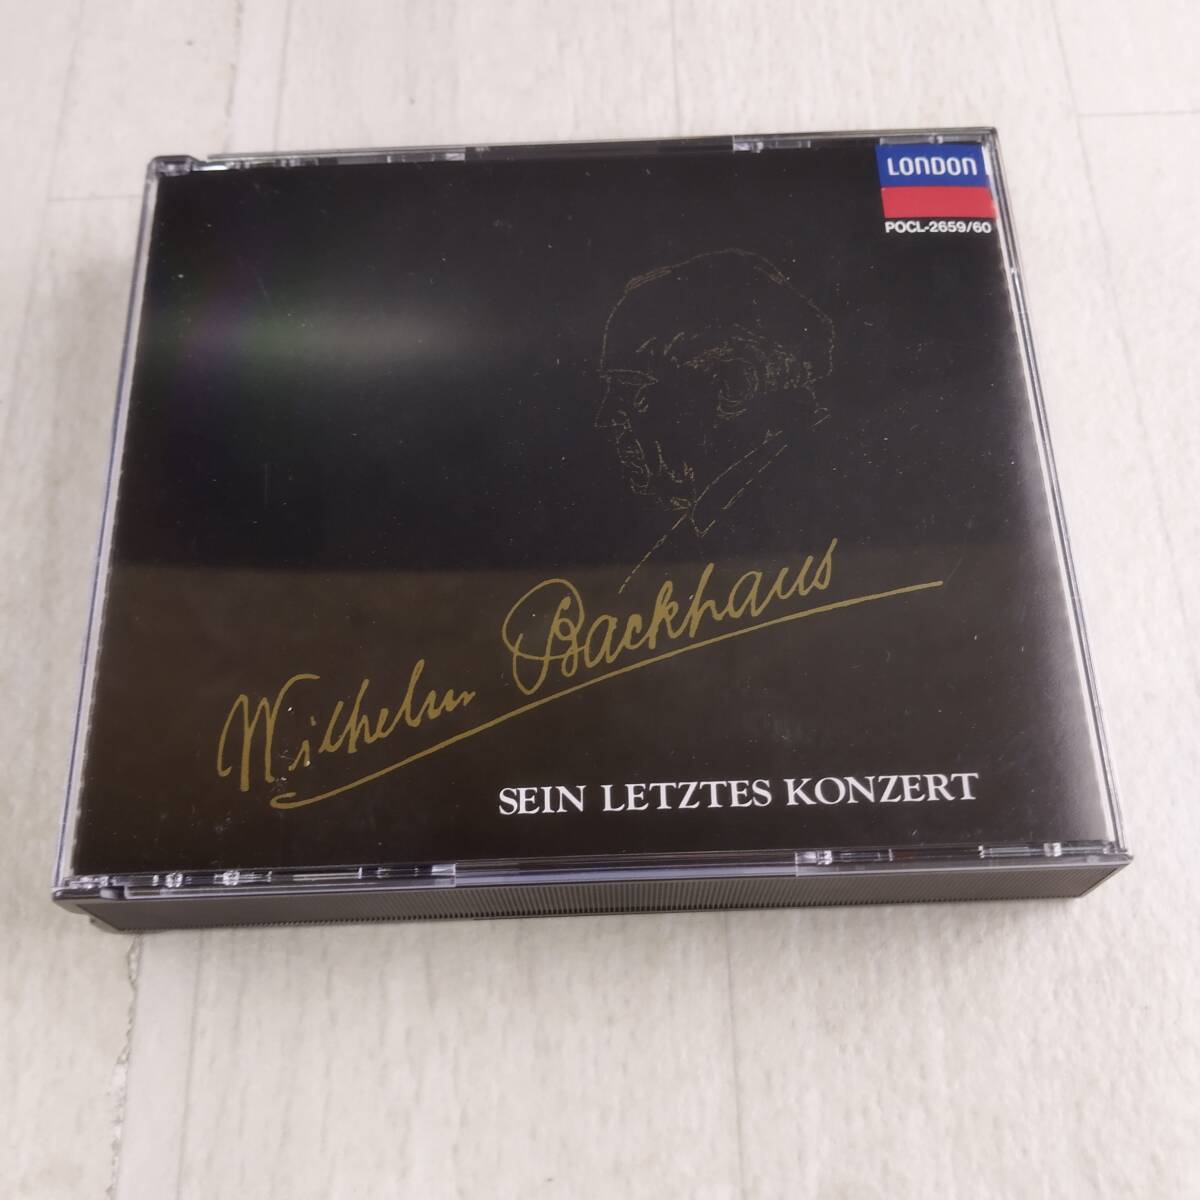 LONDON
POCL-2659/60
Wilhelm Backhaus
SEIN LETZTES KONZERT